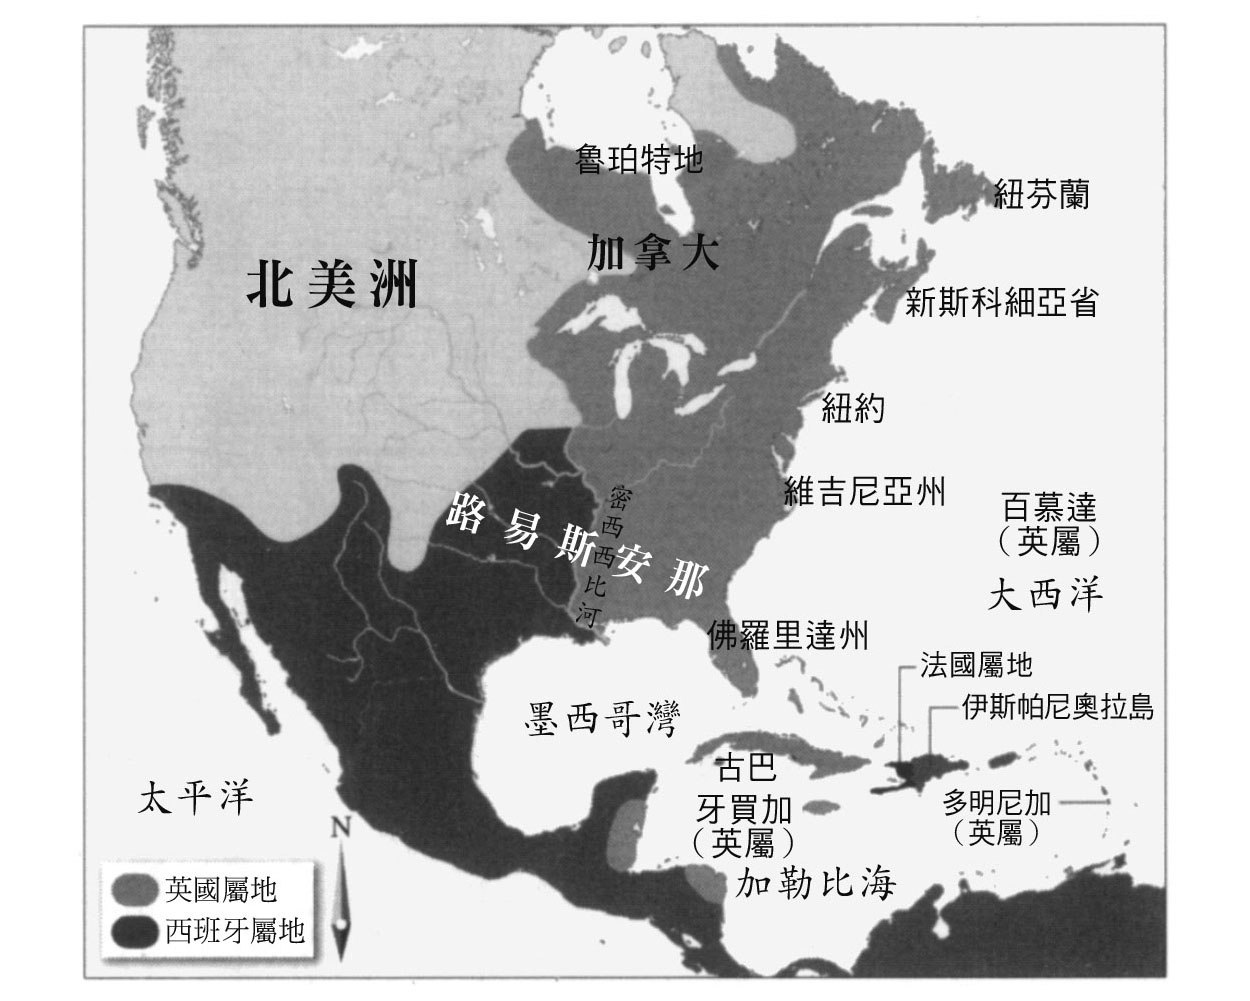 魯珀特地
紐芬蘭
加拿大
北美洲
新斯科細亞省
紐約
維吉尼亞州
密西西比河
路易斯安那
百慕達
（英屬）
大西洋
佛羅里達州
法國屬地
伊斯帕尼奧拉島
墨西哥灣
古巴
太平洋
牙買加
（英屬）
多明尼加
（英屬）
N
加勒比海
英國屬地
西班牙屬地